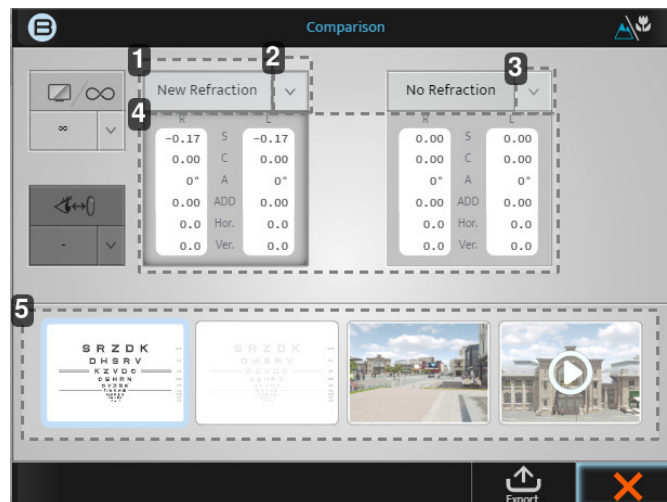 B
Comparison
1
2
3
New Refraction
No Refraction
4
∞
∞
R L
R L
-0.17 S -0.17
0.00 S 0.00
0.00 C 0.00
0.00 C 0.00
0° A 0°
0° A 0°
0.00 ADD 0.00
0.00 ADD 0.00
0.0 Hor. 0.0
0.0 Hor. 0.0
0.0 Ver. 0.0
0.0 Ver. 0.0
-
5
S R Z D K
D H S R V
K Z V D O
S R Z D K
D H S R V
K Z V D O
Export